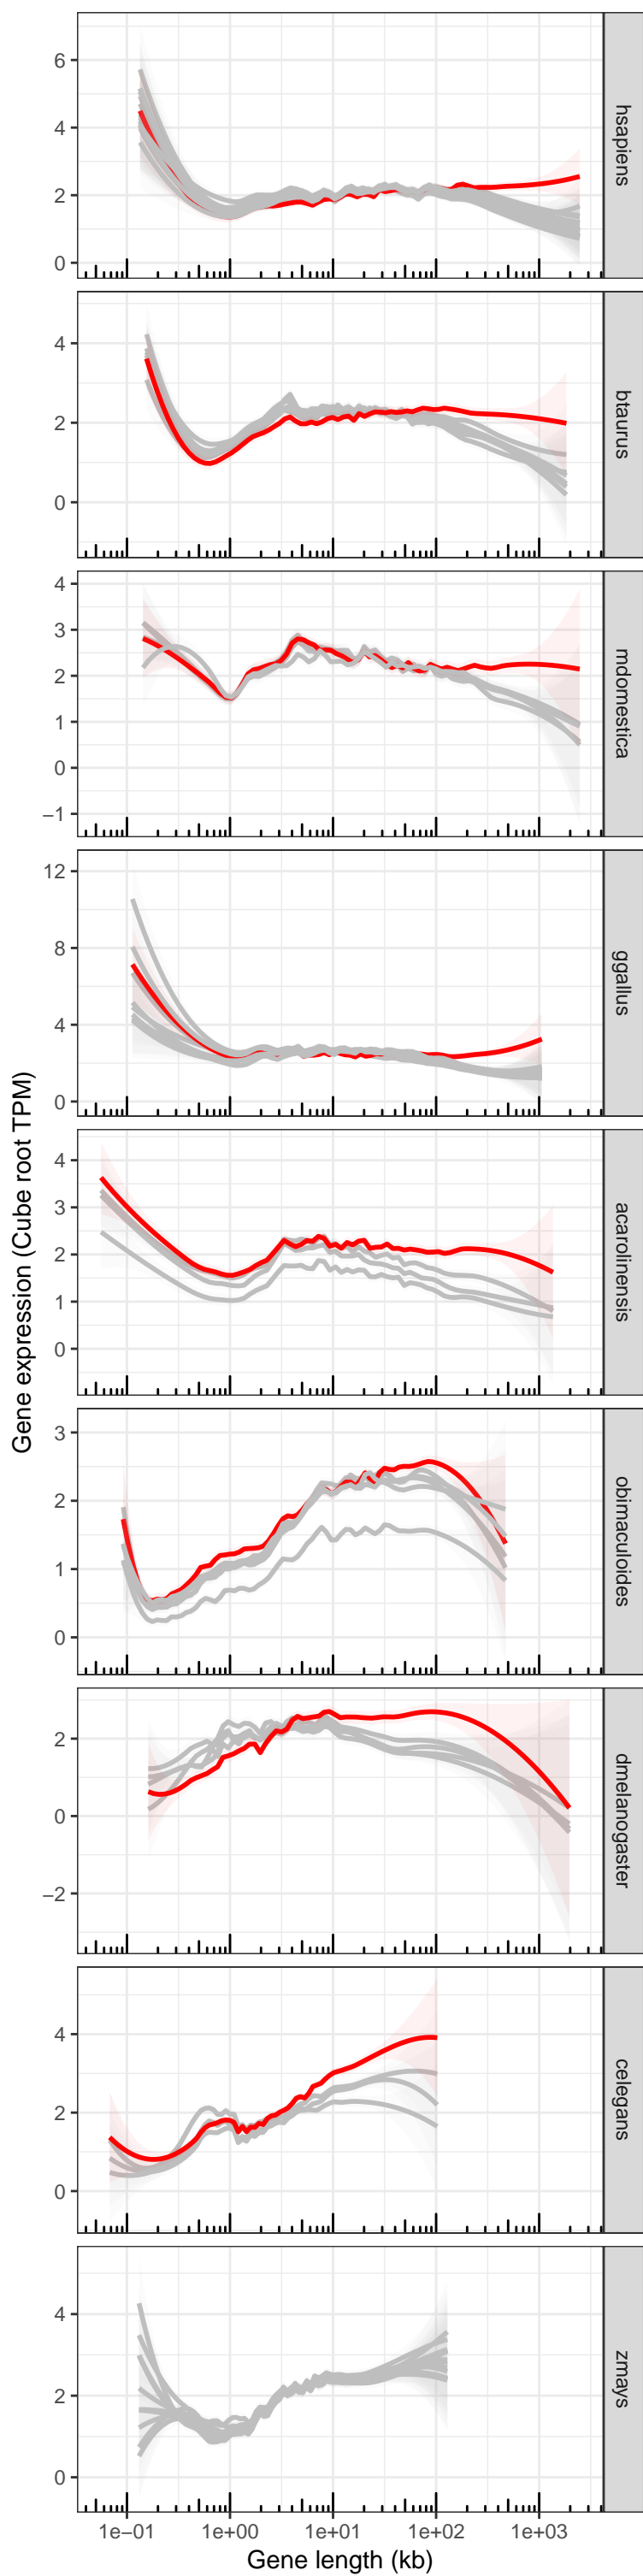 Gene expression (Cube root TPM)
6
4
2
0
hsapiens
4
2
0
btaurus
4
3
2
1
0
−1
mdomestica
12
8
4
0
ggallus
4
3
2
1
0
acarolinensis
3
2
1
0
obimaculoides
2
0
−2
dmelanogaster
4
2
0
celegans
4
2
0
zmays
1e−01 1e+00 1e+01 1e+02 1e+03
Gene length (kb)